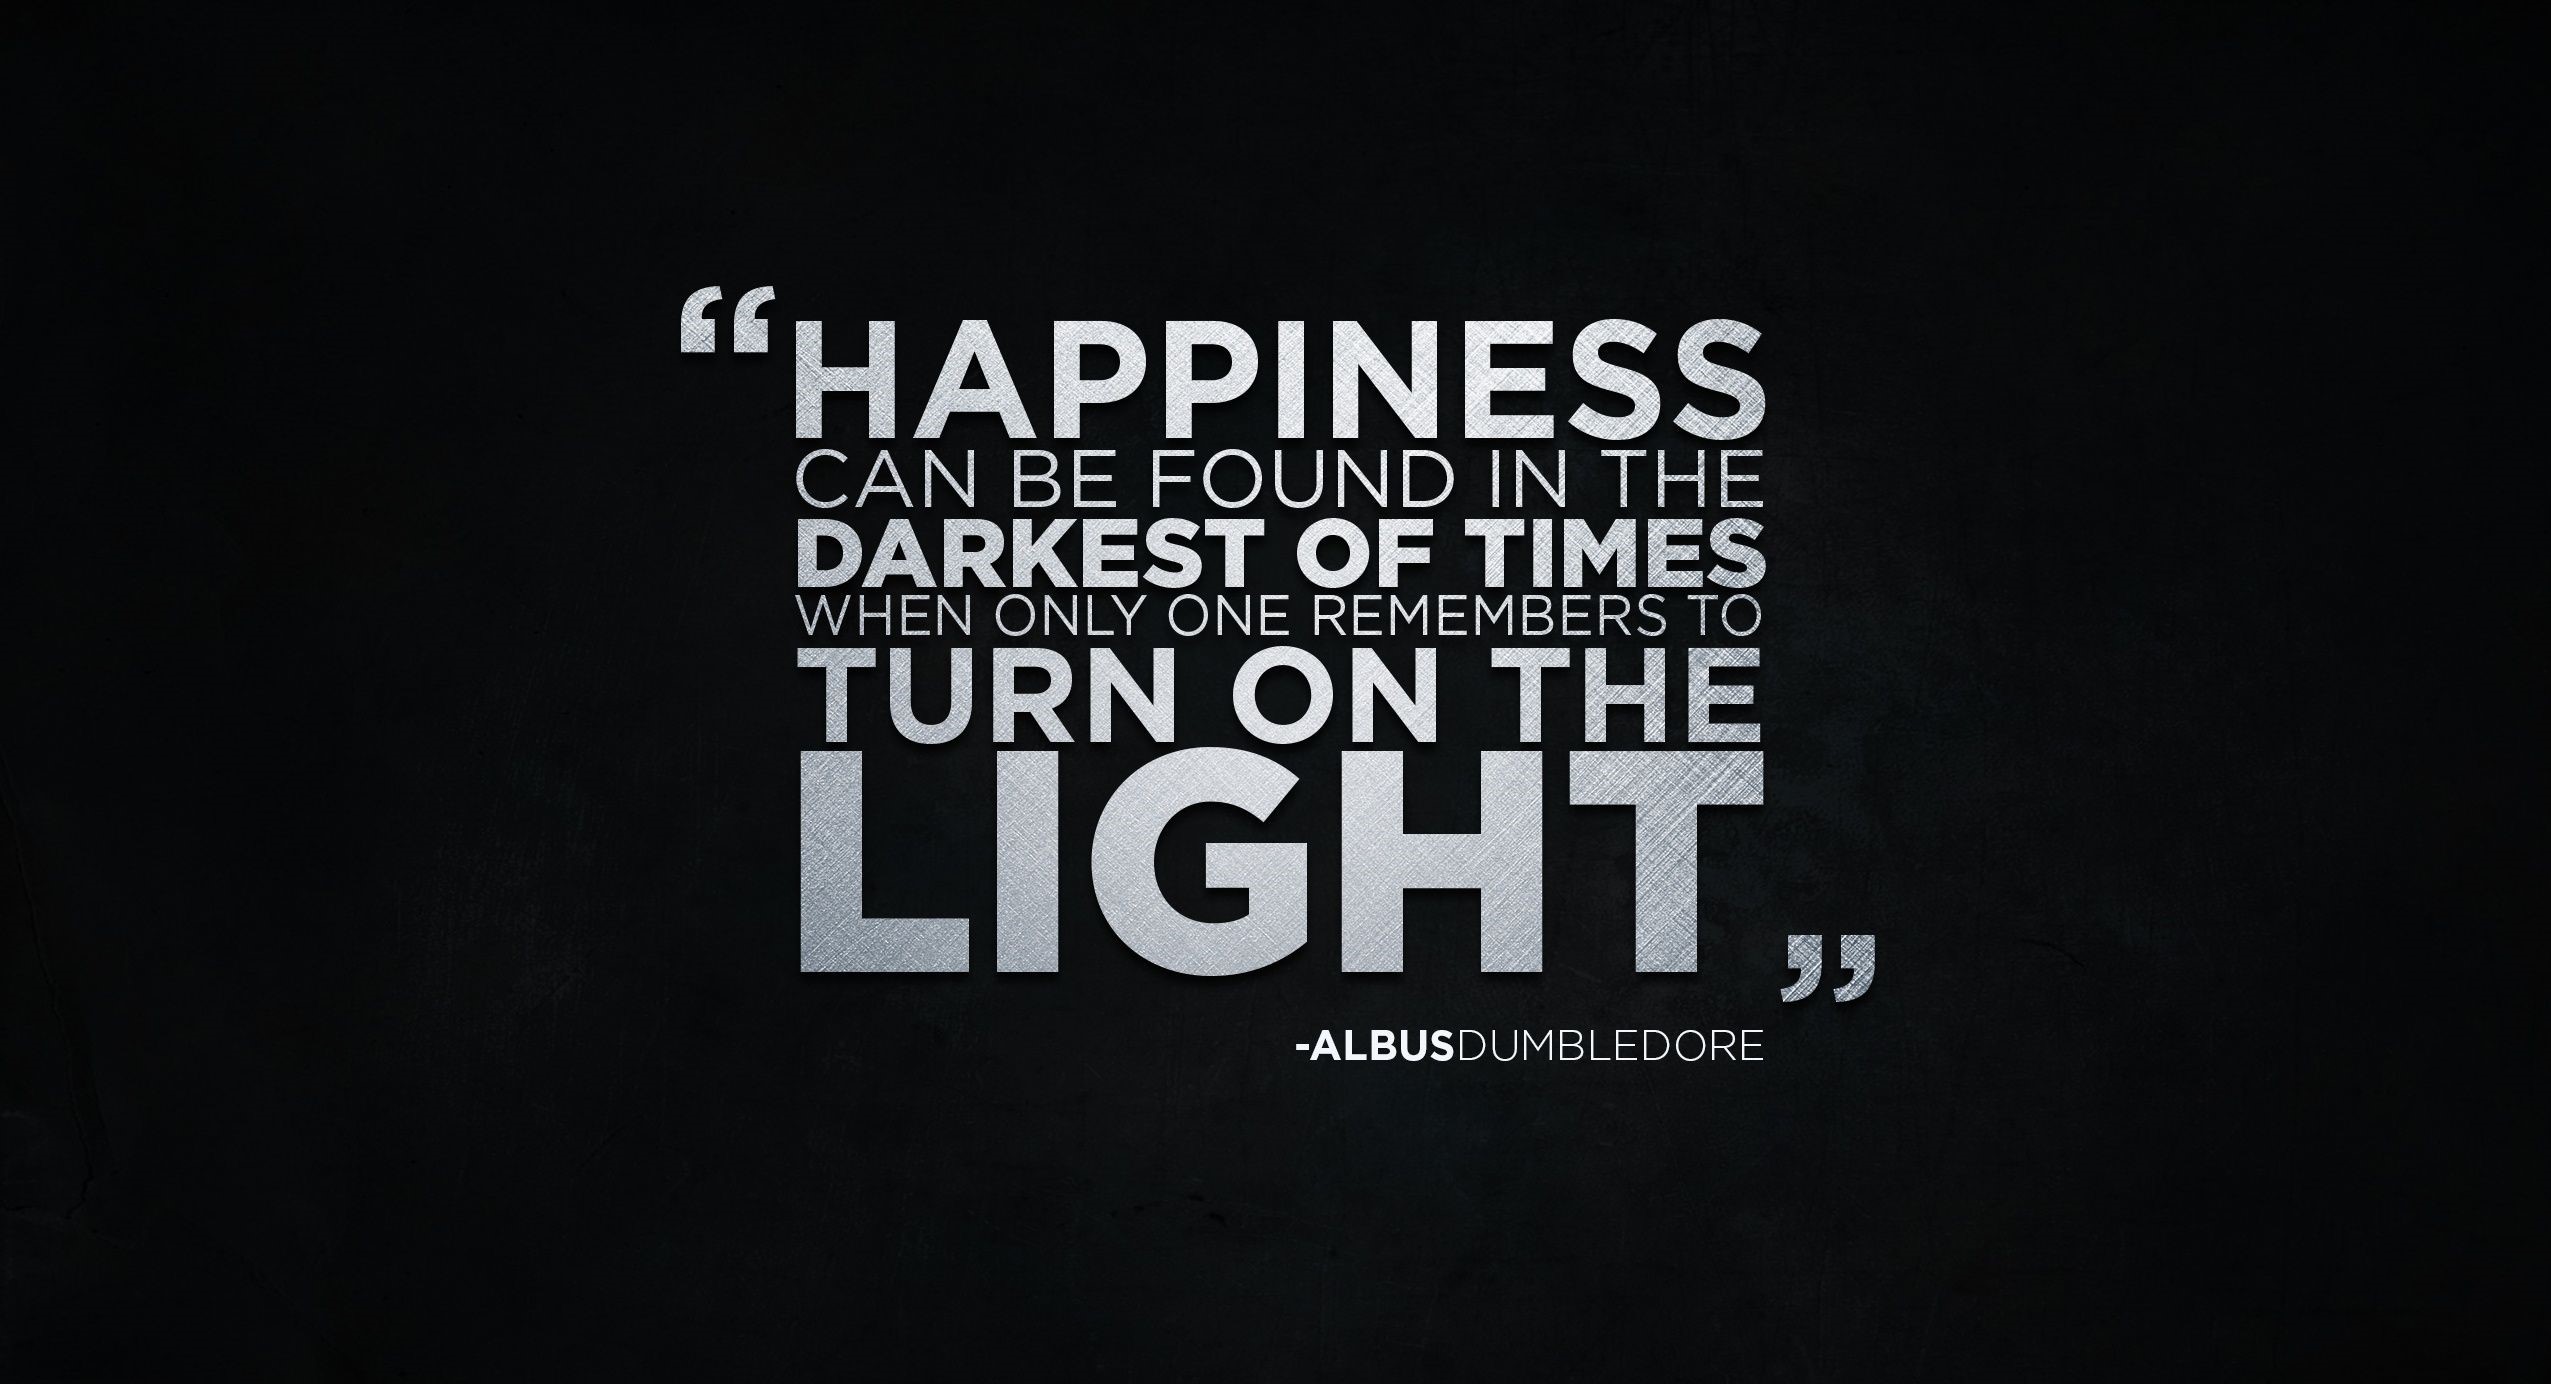 “HAPPINESS
CAN BE FOUND IN THE
DARKEST OF TIMES
WHEN ONLY ONE REMEMBERS TO
TURN ON THE
LIGHT”
-ALBUSDUMBLEDORE